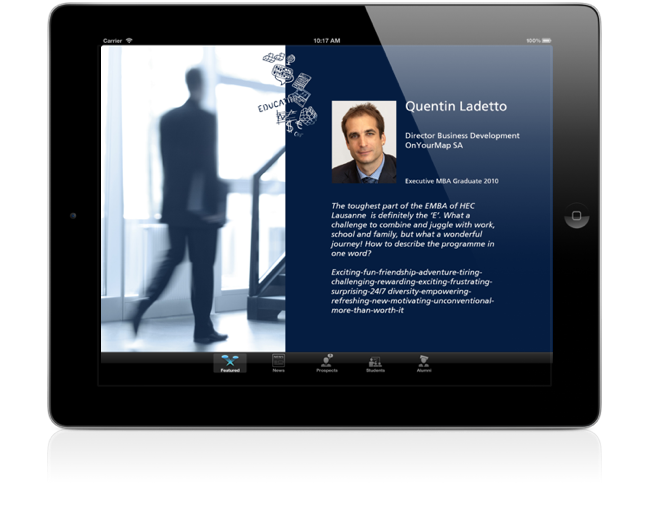 Carrier
10:17 AM
100%
EDUCATION
Quentin Ladetto
Director Business Development
OnYourMap SA
Executive MBA Graduate 2010
The toughest part of the EMBA of HEC
Lausanne is definitely the 'E'. What a
challenge to combine and juggle with work,
school and family, but what a wonderful
journey! How to describe the programme in
one word?
Exciting-fun-friendship-adventure-tiring-
challenging-rewarding-exciting-frustrating-
surprising-24/7 diversity-empowering-
refreshing-new-motivating-unconventional-
more-than-worth-it
Featured
News
Prospects
Students
Alumni